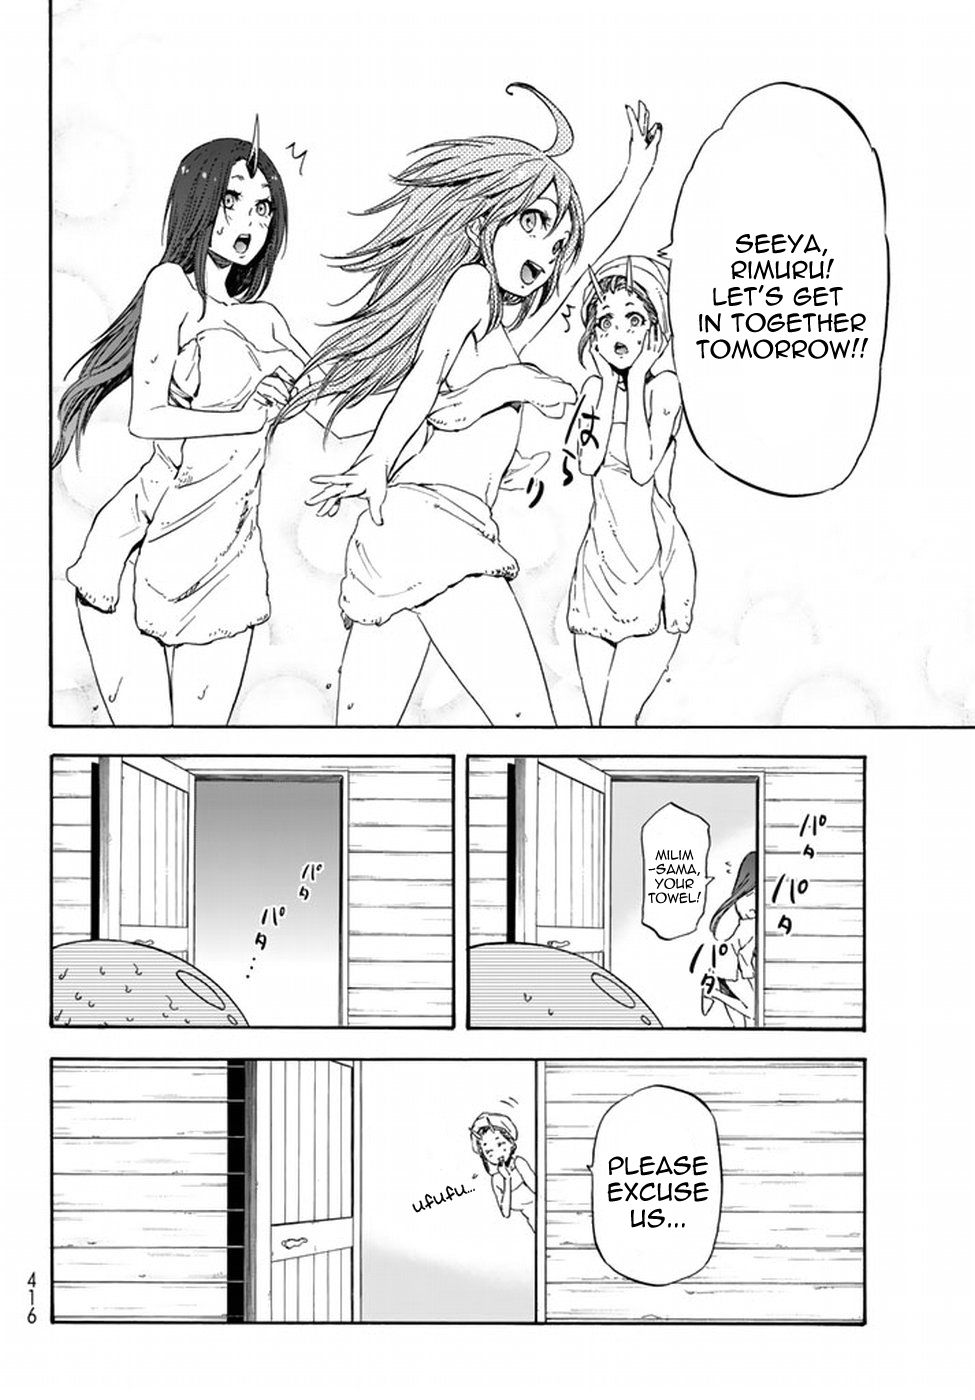 SEEYA,
RIMURU!
LET'S GET
IN TOGETHER
TOMORROW!!
はら
り
MILIM
-SAMA,
YOUR
TOWEL!
パタ
パタ
パタ
パタ
パタ...
PLEASE
EXCUSE
US...
ufufu...
416